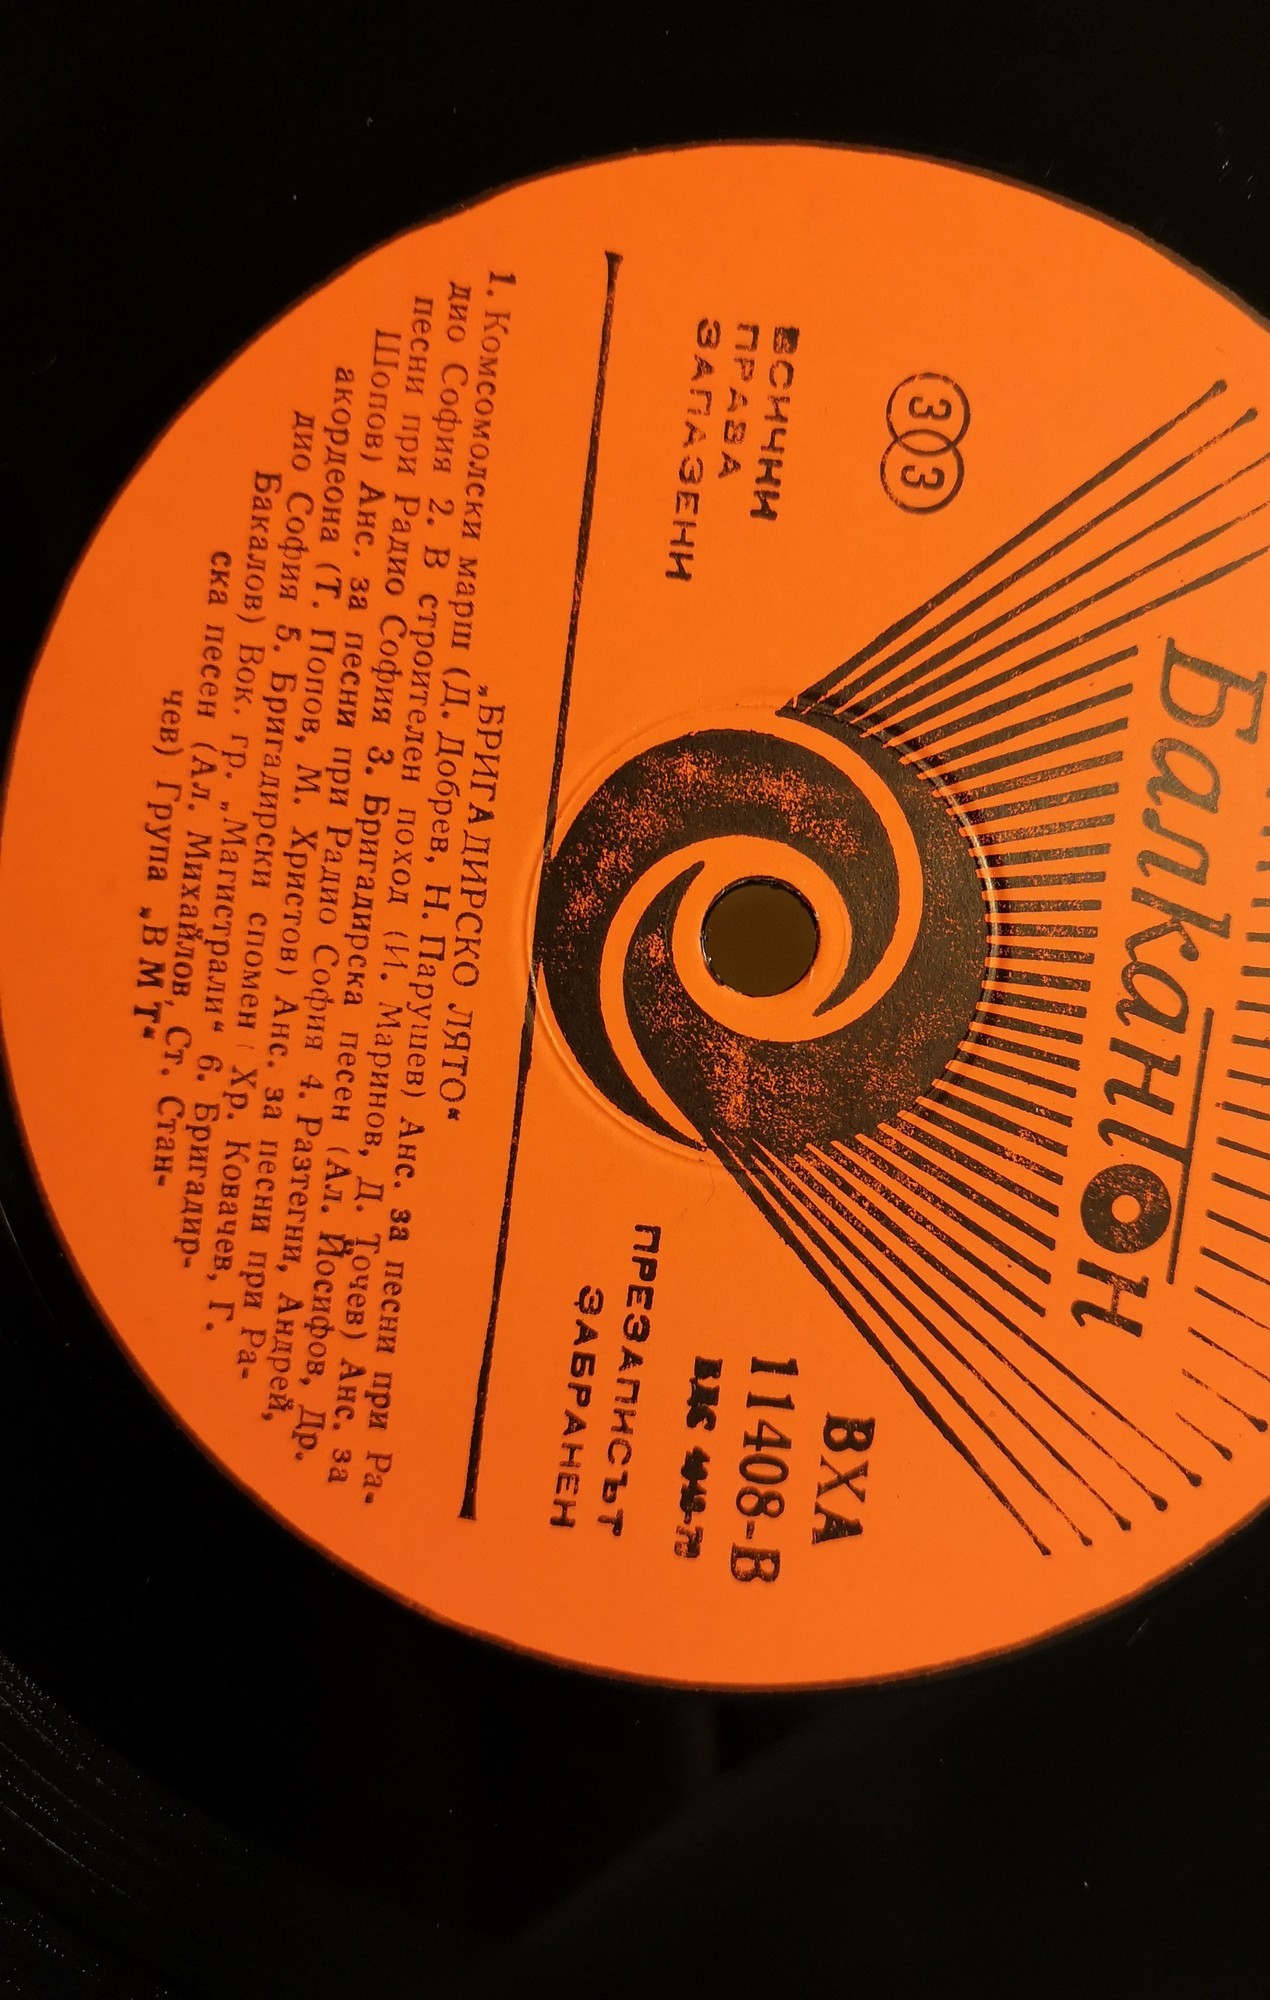 Балкантон
33
ВСИЧКИ
ПРАВА
ЗАПАЗЕНИ
ВХА
11408-В
ПРЕЗАПИСЪТ
ЗАБРАНЕН
„БРИГАДИРСКО ЛЯТО“
1. Комсомолски марш (Д. Добрев, Н. Парушев) Анс. за песни при Ра-
дио София 2. В строителен поход (И. Маринов, Д. Точев) Анс. за
песни при Радио София 3. Бригадирска песен (Ал. Йосифов, Др.
Шопов) Анс. за песни при Радио София 4. Разтегни, Андрей,
акордеона (Т. Попов, М. Христов) Анс. за песни при Ра-
дио София 5. Бригадирски спомен (Хр. Ковачев, Г.
Бакалов) Вок. гр. „Магистрали“ 6. Бригадир-
ска песен (Ал. Михайлов, Ст. Стан-
чев) Група „ВМТ“